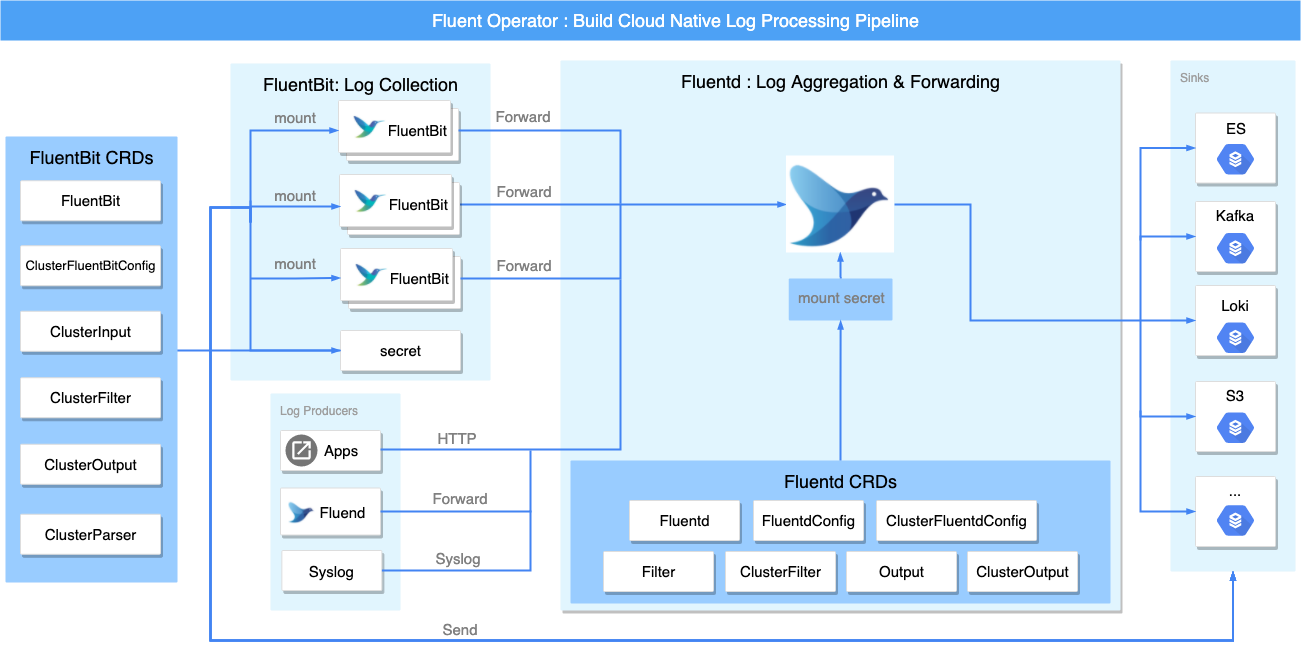 Fluent Operator : Build Cloud Native Log Processing Pipeline
FluentBit CRDs
FluentBit
ClusterFluentBitConfig
ClusterInput
ClusterFilter
ClusterOutput
ClusterParser
FluentBit: Log Collection
mount
FluentBit
Forward
mount
FluentBit
Forward
mount
FluentBit
Forward
secret
Log Producers
Apps
HTTP
Fluend
Forward
Syslog
Syslog
Fluentd : Log Aggregation & Forwarding
mount secret
Fluentd CRDs
Fluentd
FluentdConfig
ClusterFluentdConfig
Filter
ClusterFilter
Output
ClusterOutput
Sinks
ES
Kafka
Loki
S3
...
Send